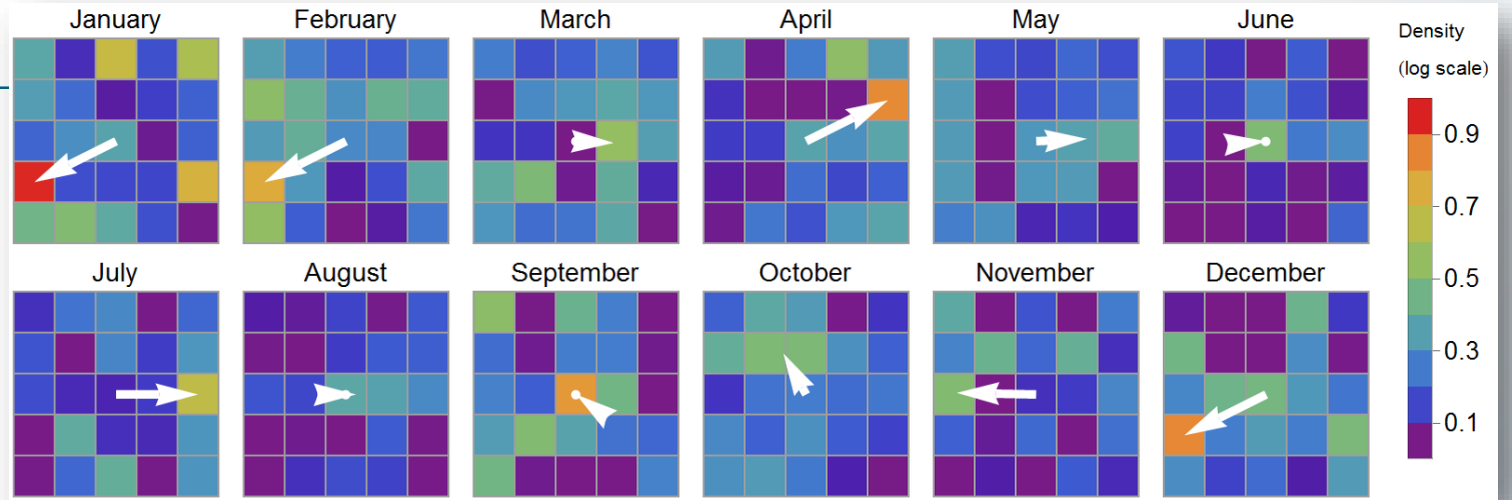 January
February
March
April
May
June
Density
(log scale)
0.9
0.7
0.5
0.3
0.1
July
August
September
October
November
December